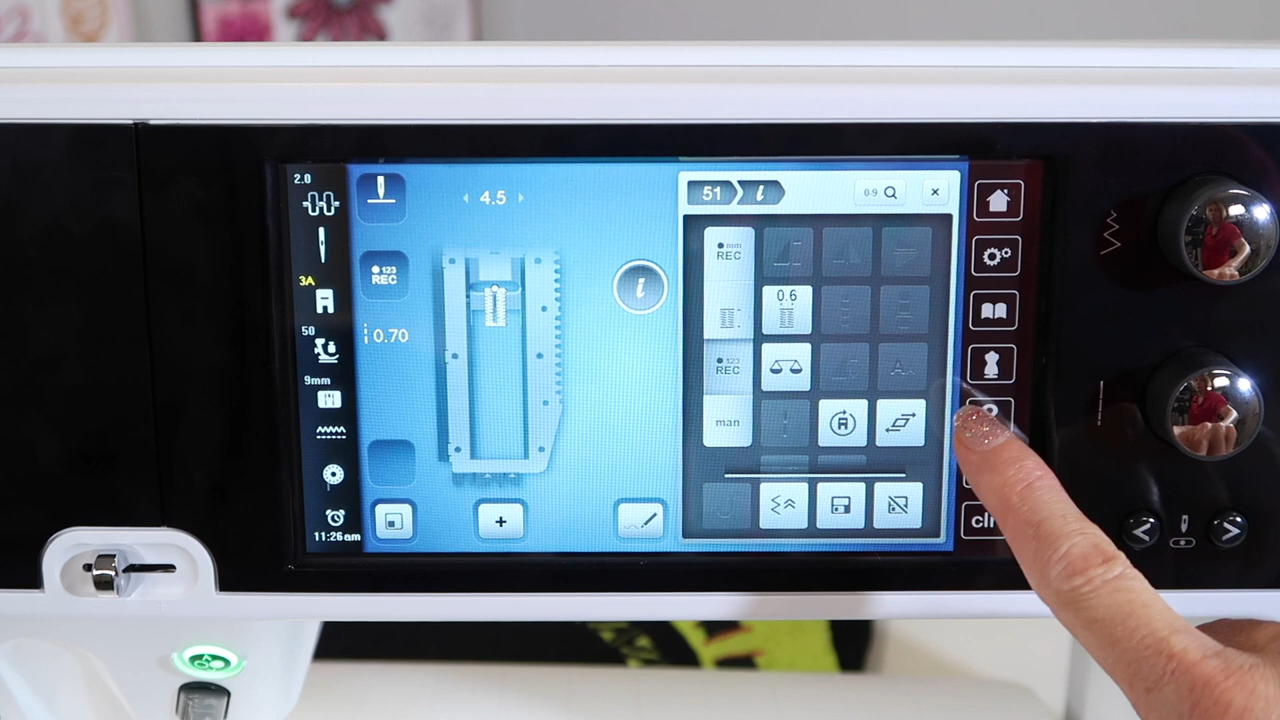 2.0
3A
50
9mm
11:26am
123
REC
0.70
4.5
i
51 i
0-9
mm
REC
0.6
123
REC
man
clr